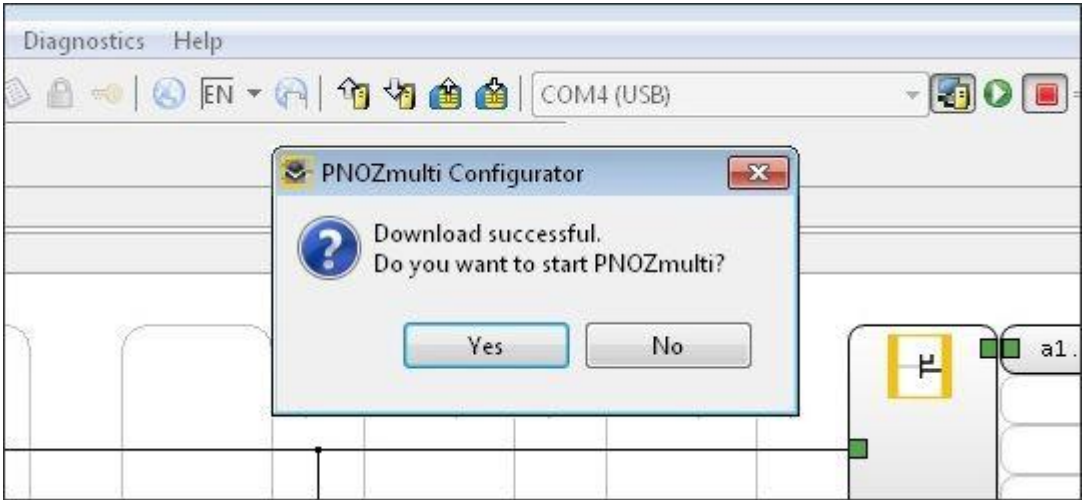 Diagnostics Help
EN
COM4 (USB)
PNOZmulti Configurator
Download successful.
Do you want to start PNOZmulti?
Yes No
a1.